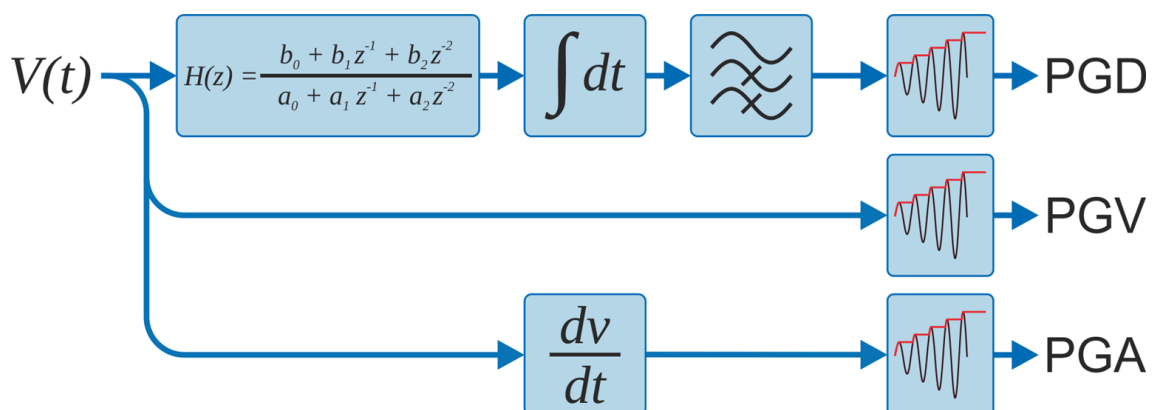 V(t)
H(z) = b₀ + b₁z⁻¹ + b₂z⁻² / a₀ + a₁z⁻¹ + a₂z⁻²
∫dt
PGD
PGV
dv/dt
PGA